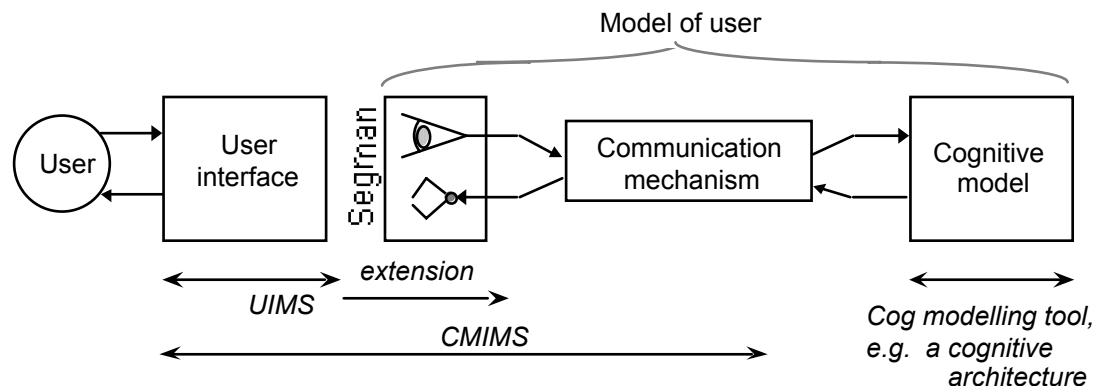 Model of user
User
User
interface
Segman
Communication
mechanism
Cognitive
model
extension
UIMS
CMIMS
Cog modelling tool,
e.g. a cognitive
architecture